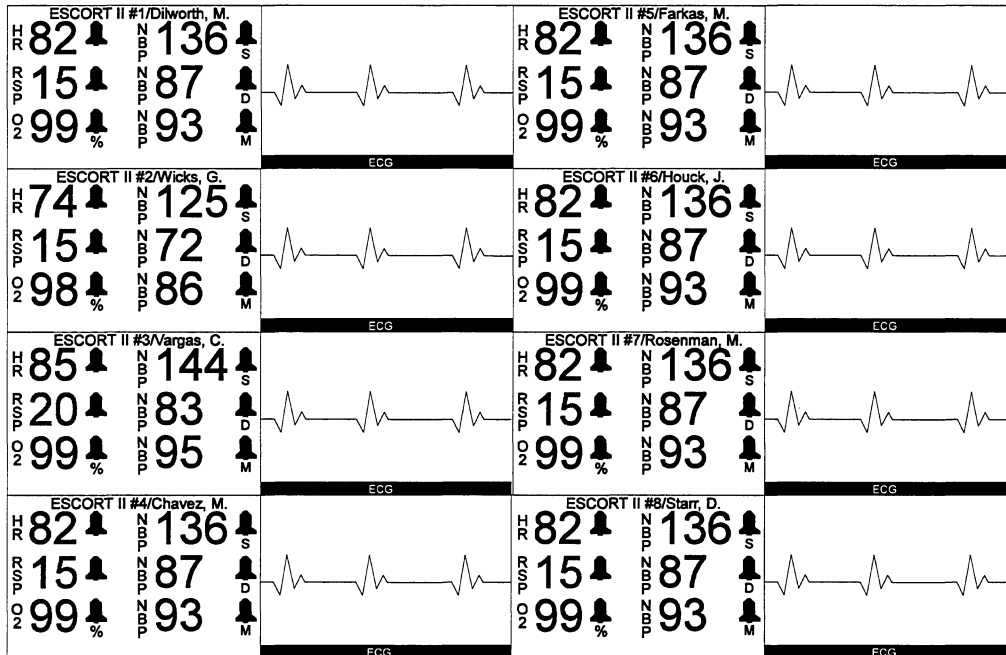 ESCORT II #1/Dilworth, M.
HR 82 NBP 136 S
RSP 15 NBP 87 D
O2 99 % NBP 93 M
ECG
ESCORT II #2/Wicks, G.
HR 74 NBP 125 S
RSP 15 NBP 72 D
O2 98 % NBP 86 M
ECG
ESCORT II #3/Vargas, C.
HR 85 NBP 144 S
RSP 20 NBP 83 D
O2 99 % NBP 95 M
ECG
ESCORT II #4/Chavez, M.
HR 82 NBP 136 S
RSP 15 NBP 87 D
O2 99 % NBP 93 M
ECG
ESCORT II #5/Farkas, M.
HR 82 NBP 136 S
RSP 15 NBP 87 D
O2 99 % NBP 93 M
ECG
ESCORT II #6/Houck, J.
HR 82 NBP 136 S
RSP 15 NBP 87 D
O2 99 % NBP 93 M
ECG
ESCORT II #7/Rosenman, M.
HR 82 NBP 136 S
RSP 15 NBP 87 D
O2 99 % NBP 93 M
ECG
ESCORT II #8/Starr, D.
HR 82 NBP 136 S
RSP 15 NBP 87 D
O2 99 % NBP 93 M
ECG